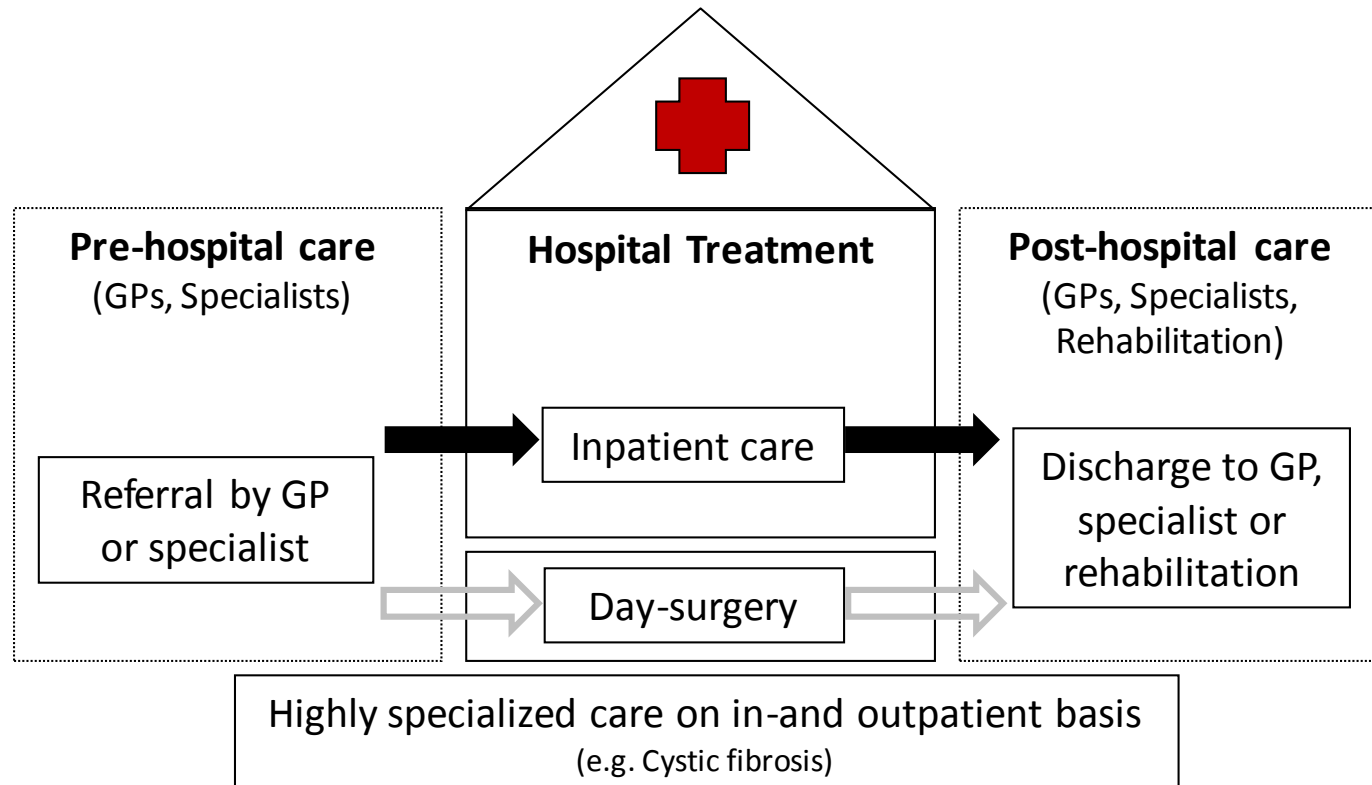 Pre-hospital care
(GPs, Specialists)
Referral by GP
or specialist
Hospital Treatment
Inpatient care
Day-surgery
Post-hospital care
(GPs, Specialists,
Rehabilitation)
Discharge to GP,
specialist or
rehabilitation
Highly specialized care on in-and outpatient basis
(e.g. Cystic fibrosis)